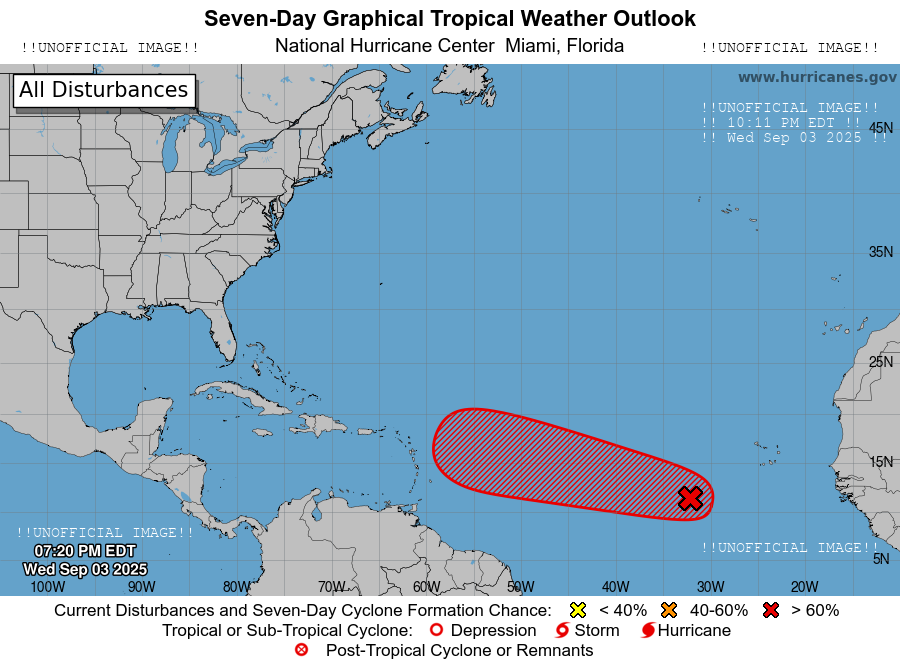 Seven-Day Graphical Tropical Weather Outlook
!!UNOFFICIAL IMAGE!! National Hurricane Center Miami, Florida !!UNOFFICIAL IMAGE!!
All Disturbances
www.hurricanes.gov
!!UNOFFICIAL IMAGE!!
!! 10:11 PM EDT !!
!! Wed Sep 03 2025 !!
45N
35N
25N
15N
!!UNOFFICIAL IMAGE!!
07:20 PM EDT
Wed Sep 03 2025
!!UNOFFICIAL IMAGE!!
5N
100W 90W 80W 70W 60W 50W 40W 30W 20W
Current Disturbances and Seven-Day Cyclone Formation Chance: < 40% 40-60% > 60%
Tropical or Sub-Tropical Cyclone: Depression Storm Hurricane
Post-Tropical Cyclone or Remnants